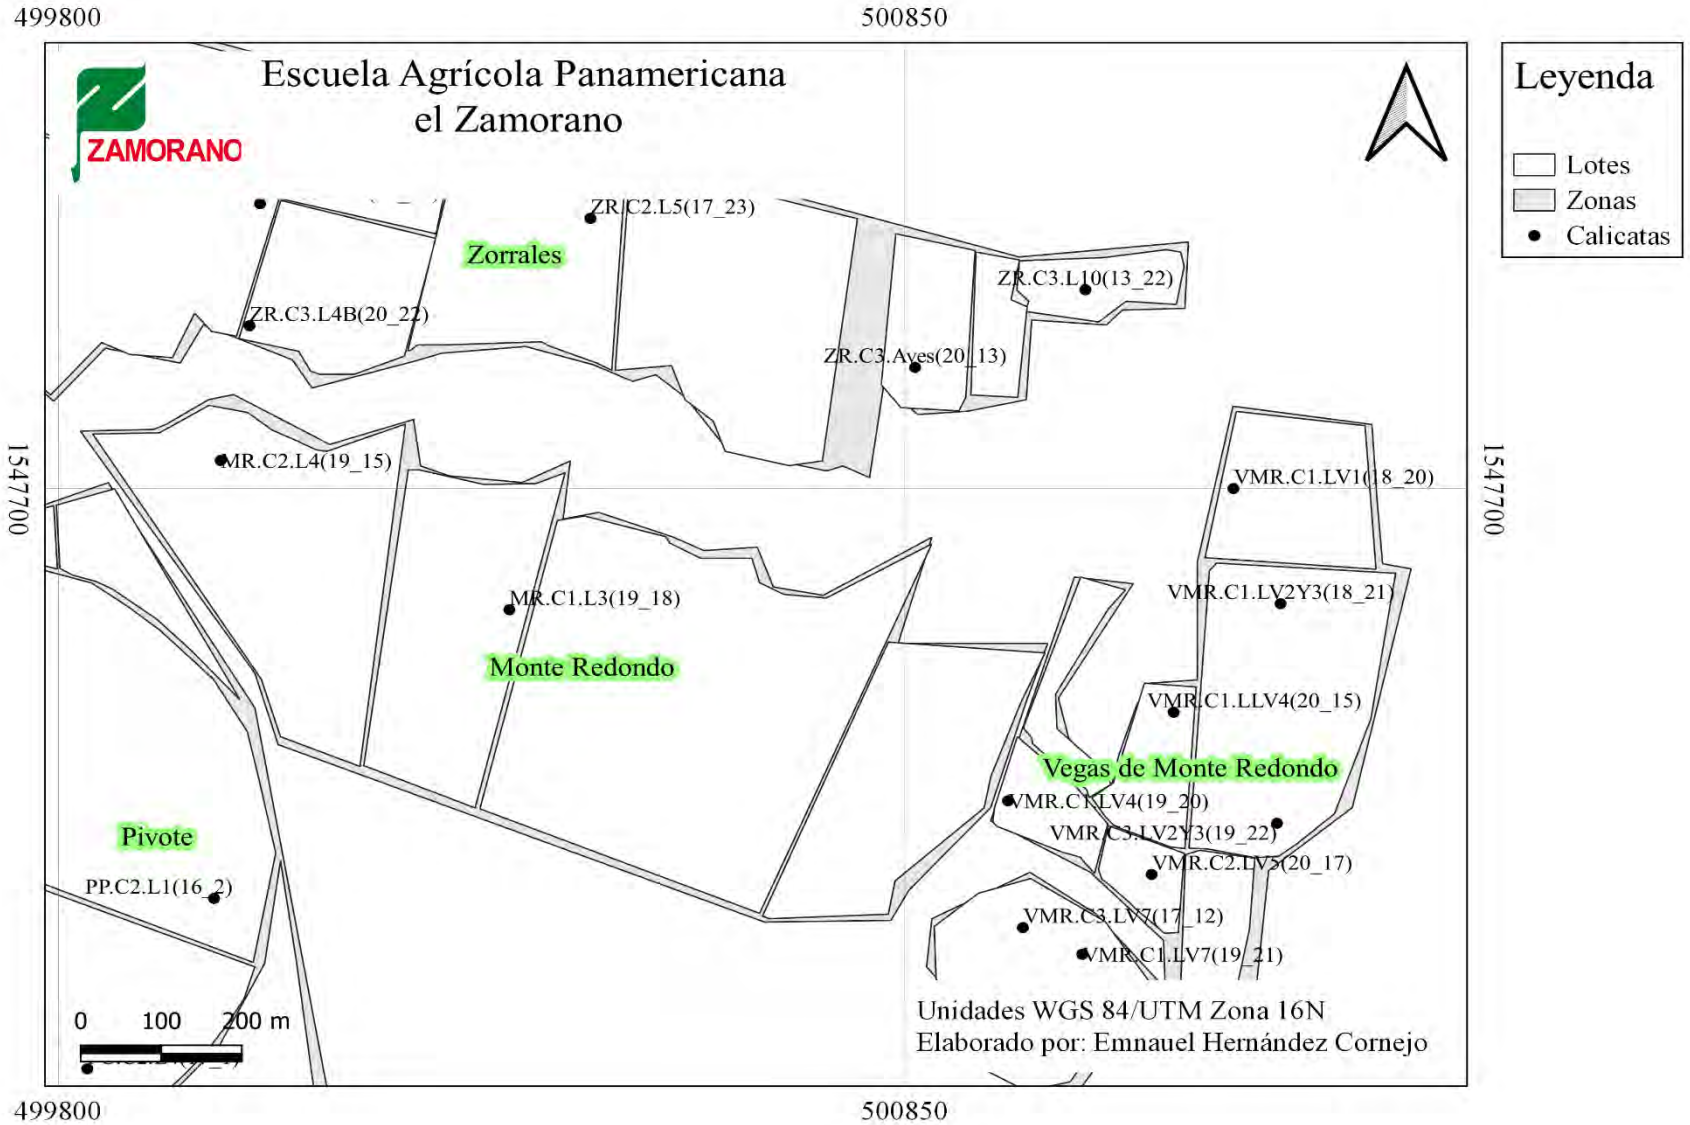 499800
500850
Escuela Agrícola Panamericana
el Zamorano
ZAMORANO
Leyenda
Lotes
Zonas
Calicatas
ZR.C2.L5(17_23)
Zorrales
ZR.C3.L10(13_22)
ZR.C3.L4B(20_22)
ZR.C3.Aves(20_13)
MR.C2.L4(19_15)
1547700
1547700
VMR.C1.LV1(18_20)
VMR.C1.LV2Y3(18_21)
MR.C1.L3(19_18)
Monte Redondo
VMR.C1.LLV4(20_15)
Vegas de Monte Redondo
VMR.C1.LV4(19_20)
VMR.C3.LV2Y3(19_22)
Pivote
VMR.C2.LV5(20_17)
PP.C2.L1(16_2)
VMR.C3.LV7(17_12)
VMR.C1.LV7(19_21)
0 100 200 m
Unidades WGS 84/UTM Zona 16N
Elaborado por: Emnauel Hernández Cornejo
499800
500850